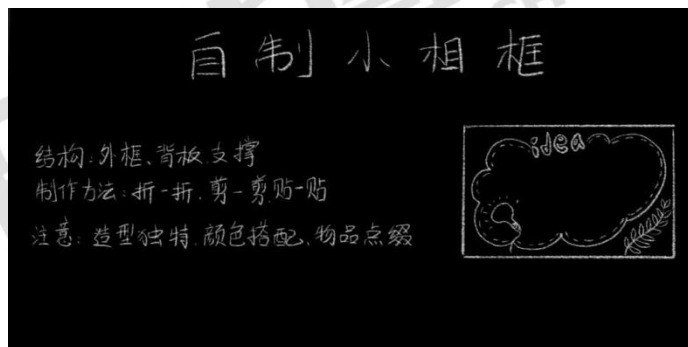 自制小相框
结构:外框、背板、支撑
制作方法:折一折、剪一剪、贴一贴
注意:造型独特、颜色搭配、物品点缀
idea